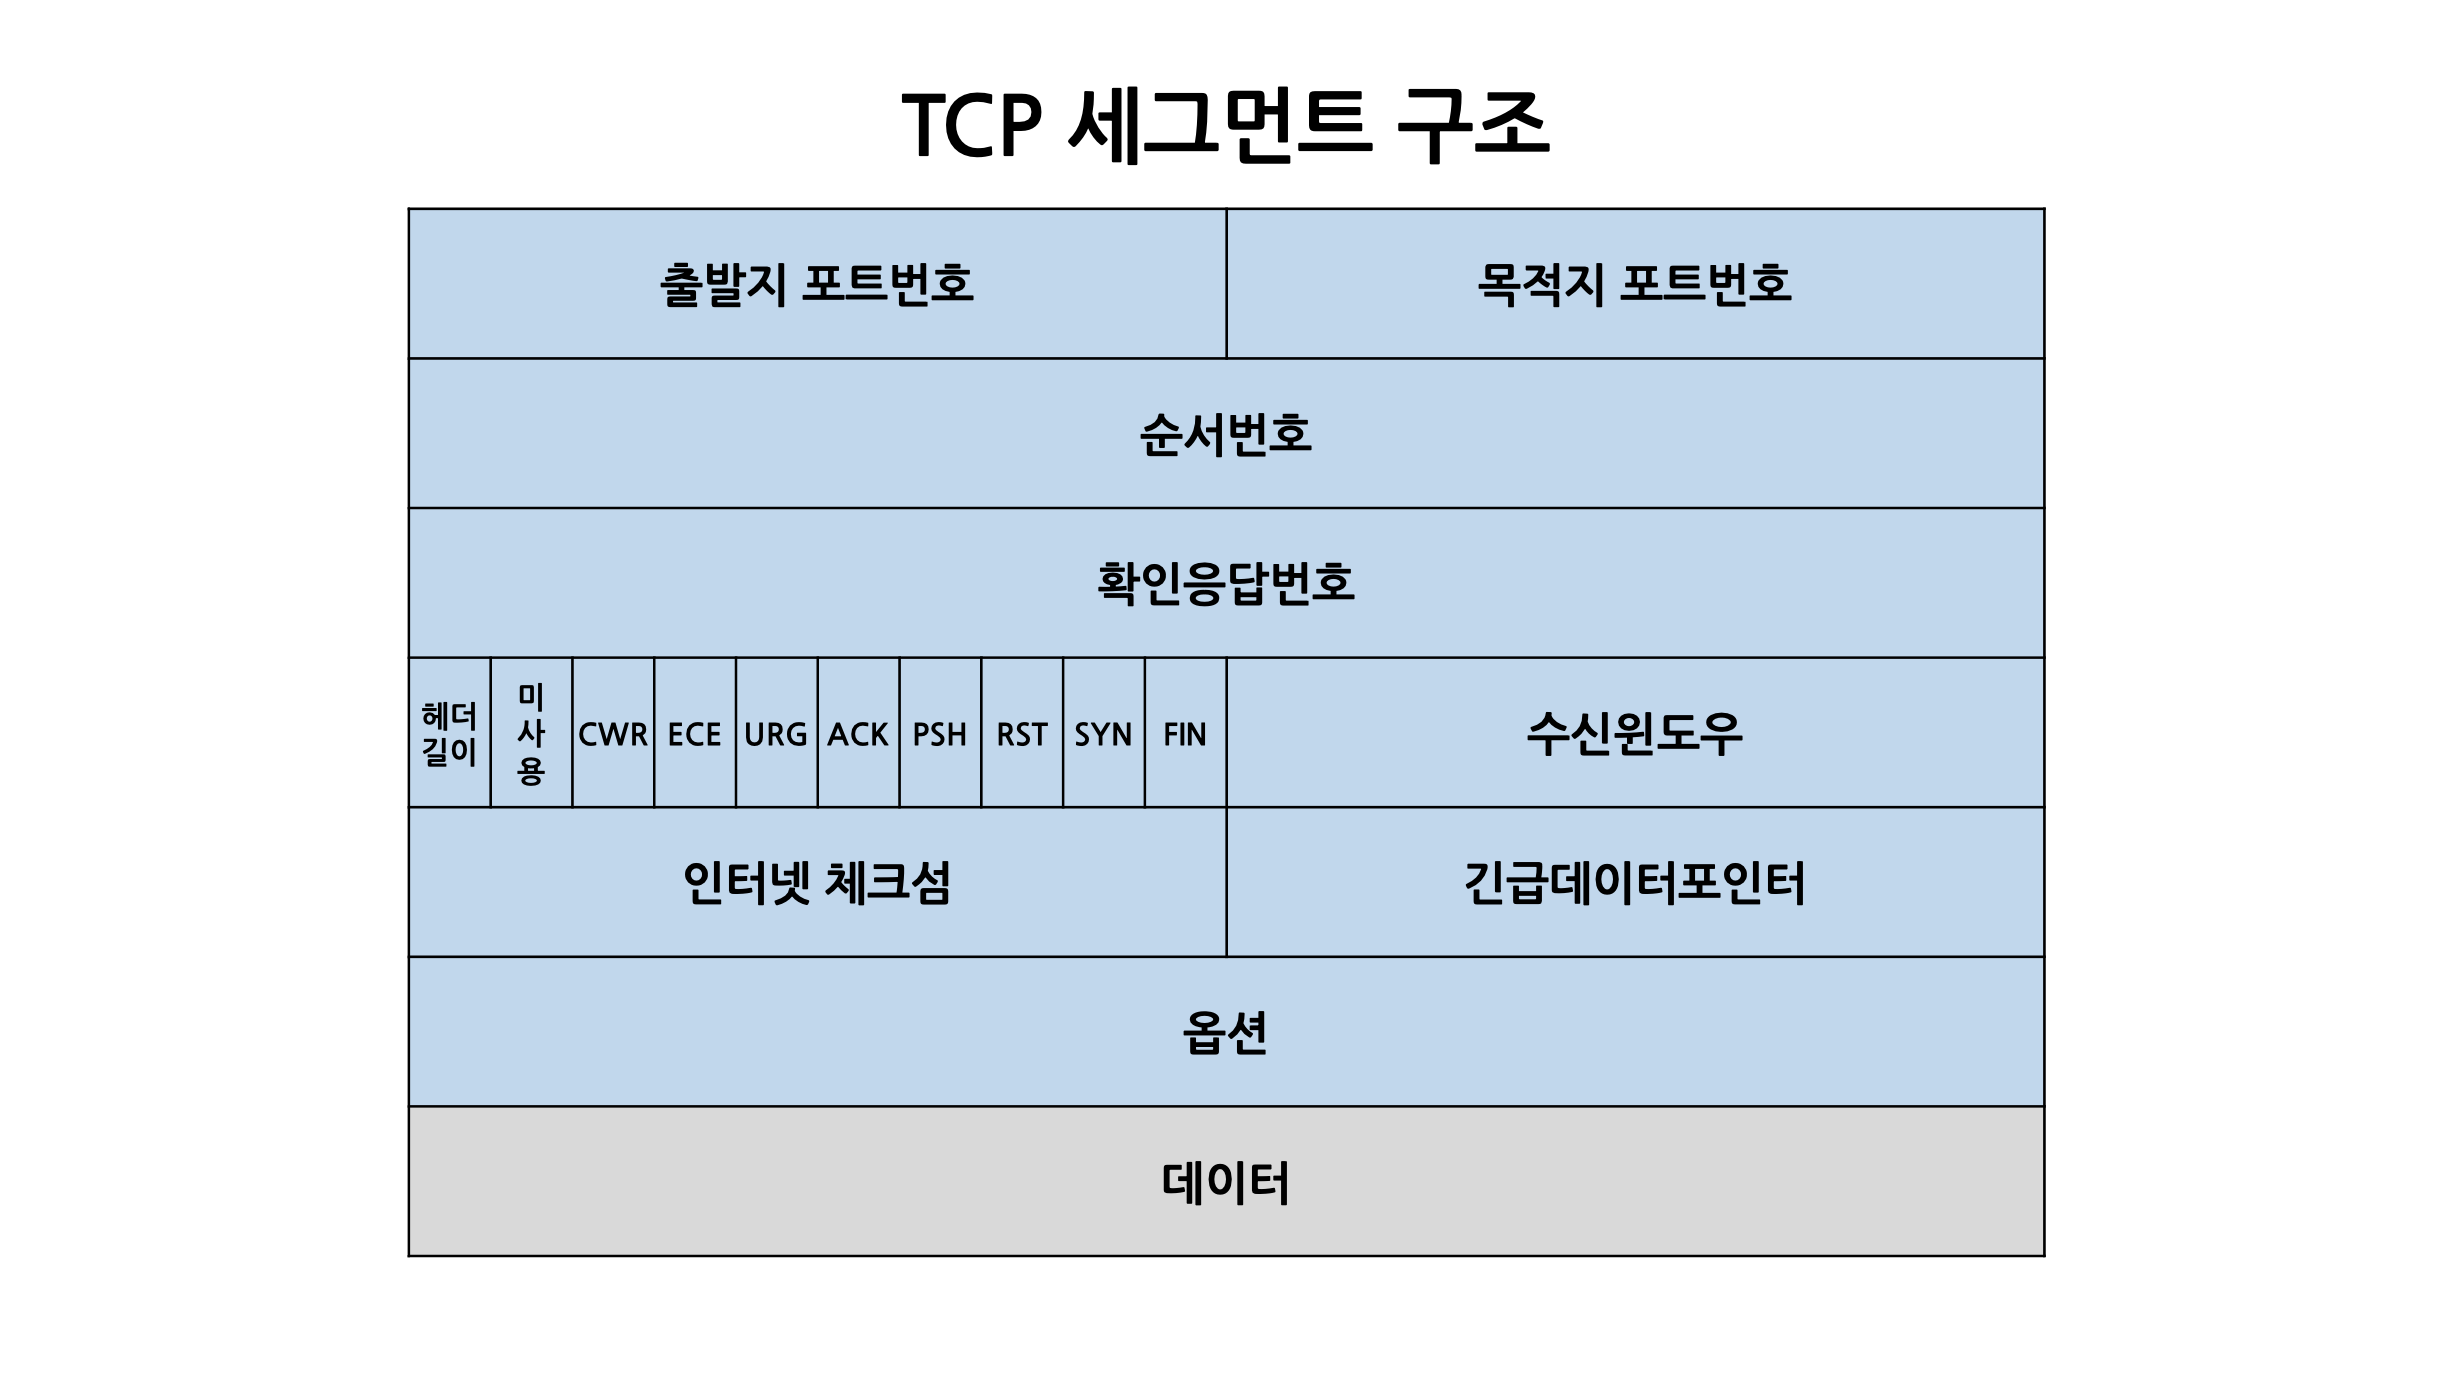 TCP 세그먼트 구조
출발지 포트번호 목적지 포트번호
순서번호
확인응답번호
헤더
길이
미
사
용
CWR ECE URG ACK PSH RST SYN FIN
수신윈도우
인터넷 체크섬 긴급데이터포인터
옵션
데이터